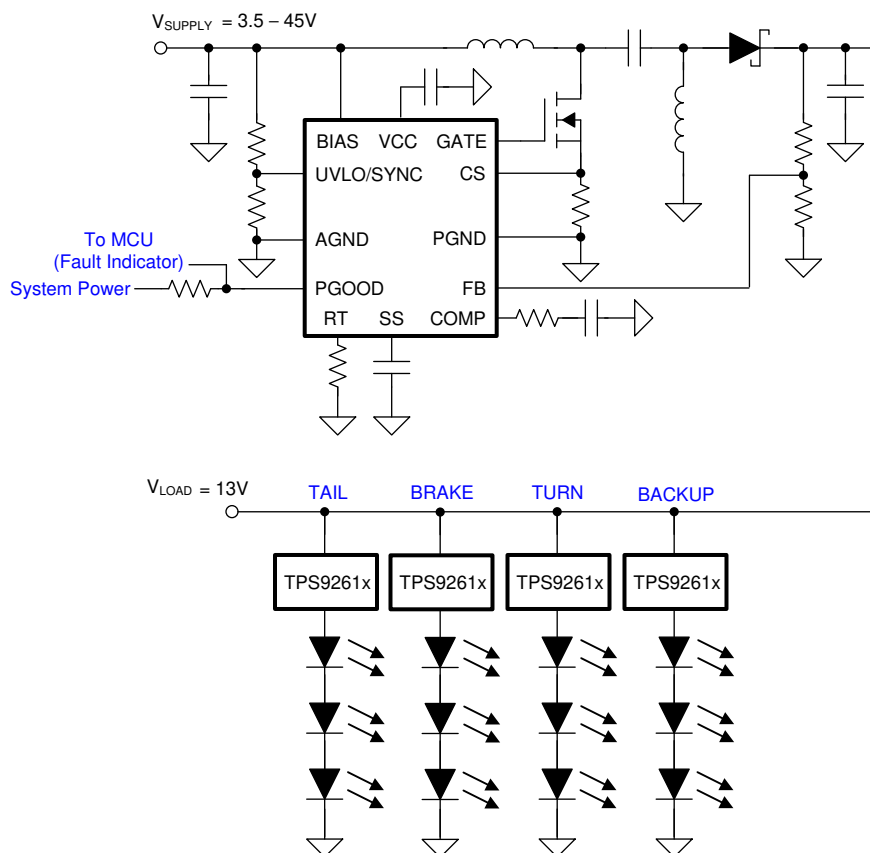 V_SUPPLY = 3.5 – 45V
BIAS VCC GATE
UVLO/SYNC CS
AGND PGND
To MCU
(Fault Indicator)
System Power
PGOOD FB
RT SS COMP
V_LOAD = 13V
TAIL BRAKE TURN BACKUP
TPS9261x TPS9261x TPS9261x TPS9261x